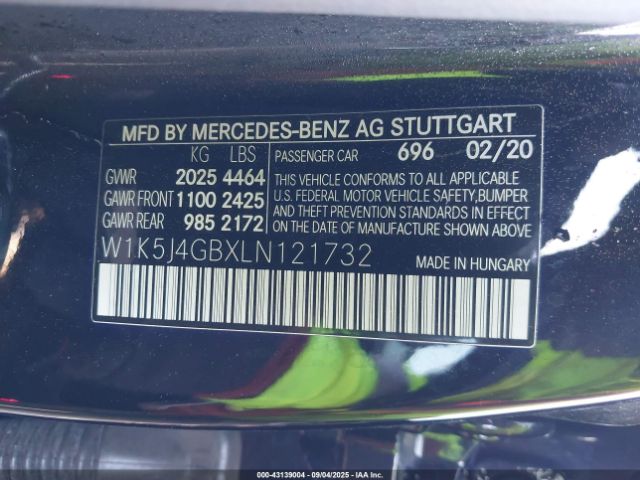 MFD BY MERCEDES-BENZ AG STUTTGART
KG LBS
PASSENGER CAR 696 02/20
GVWR 2025 4464
GAWR FRONT 1100 2425
GAWR REAR 985 2172
THIS VEHICLE CONFORMS TO ALL APPLICABLE
U.S. FEDERAL MOTOR VEHICLE SAFETY, BUMPER
AND THEFT PREVENTION STANDARDS IN EFFECT
ON THE DATE OF MANUFACTURE SHOWN ABOVE
W1K5J4GBXLN121732
MADE IN HUNGARY
000-43139004 - 09/04/2025 - IAAI.COM